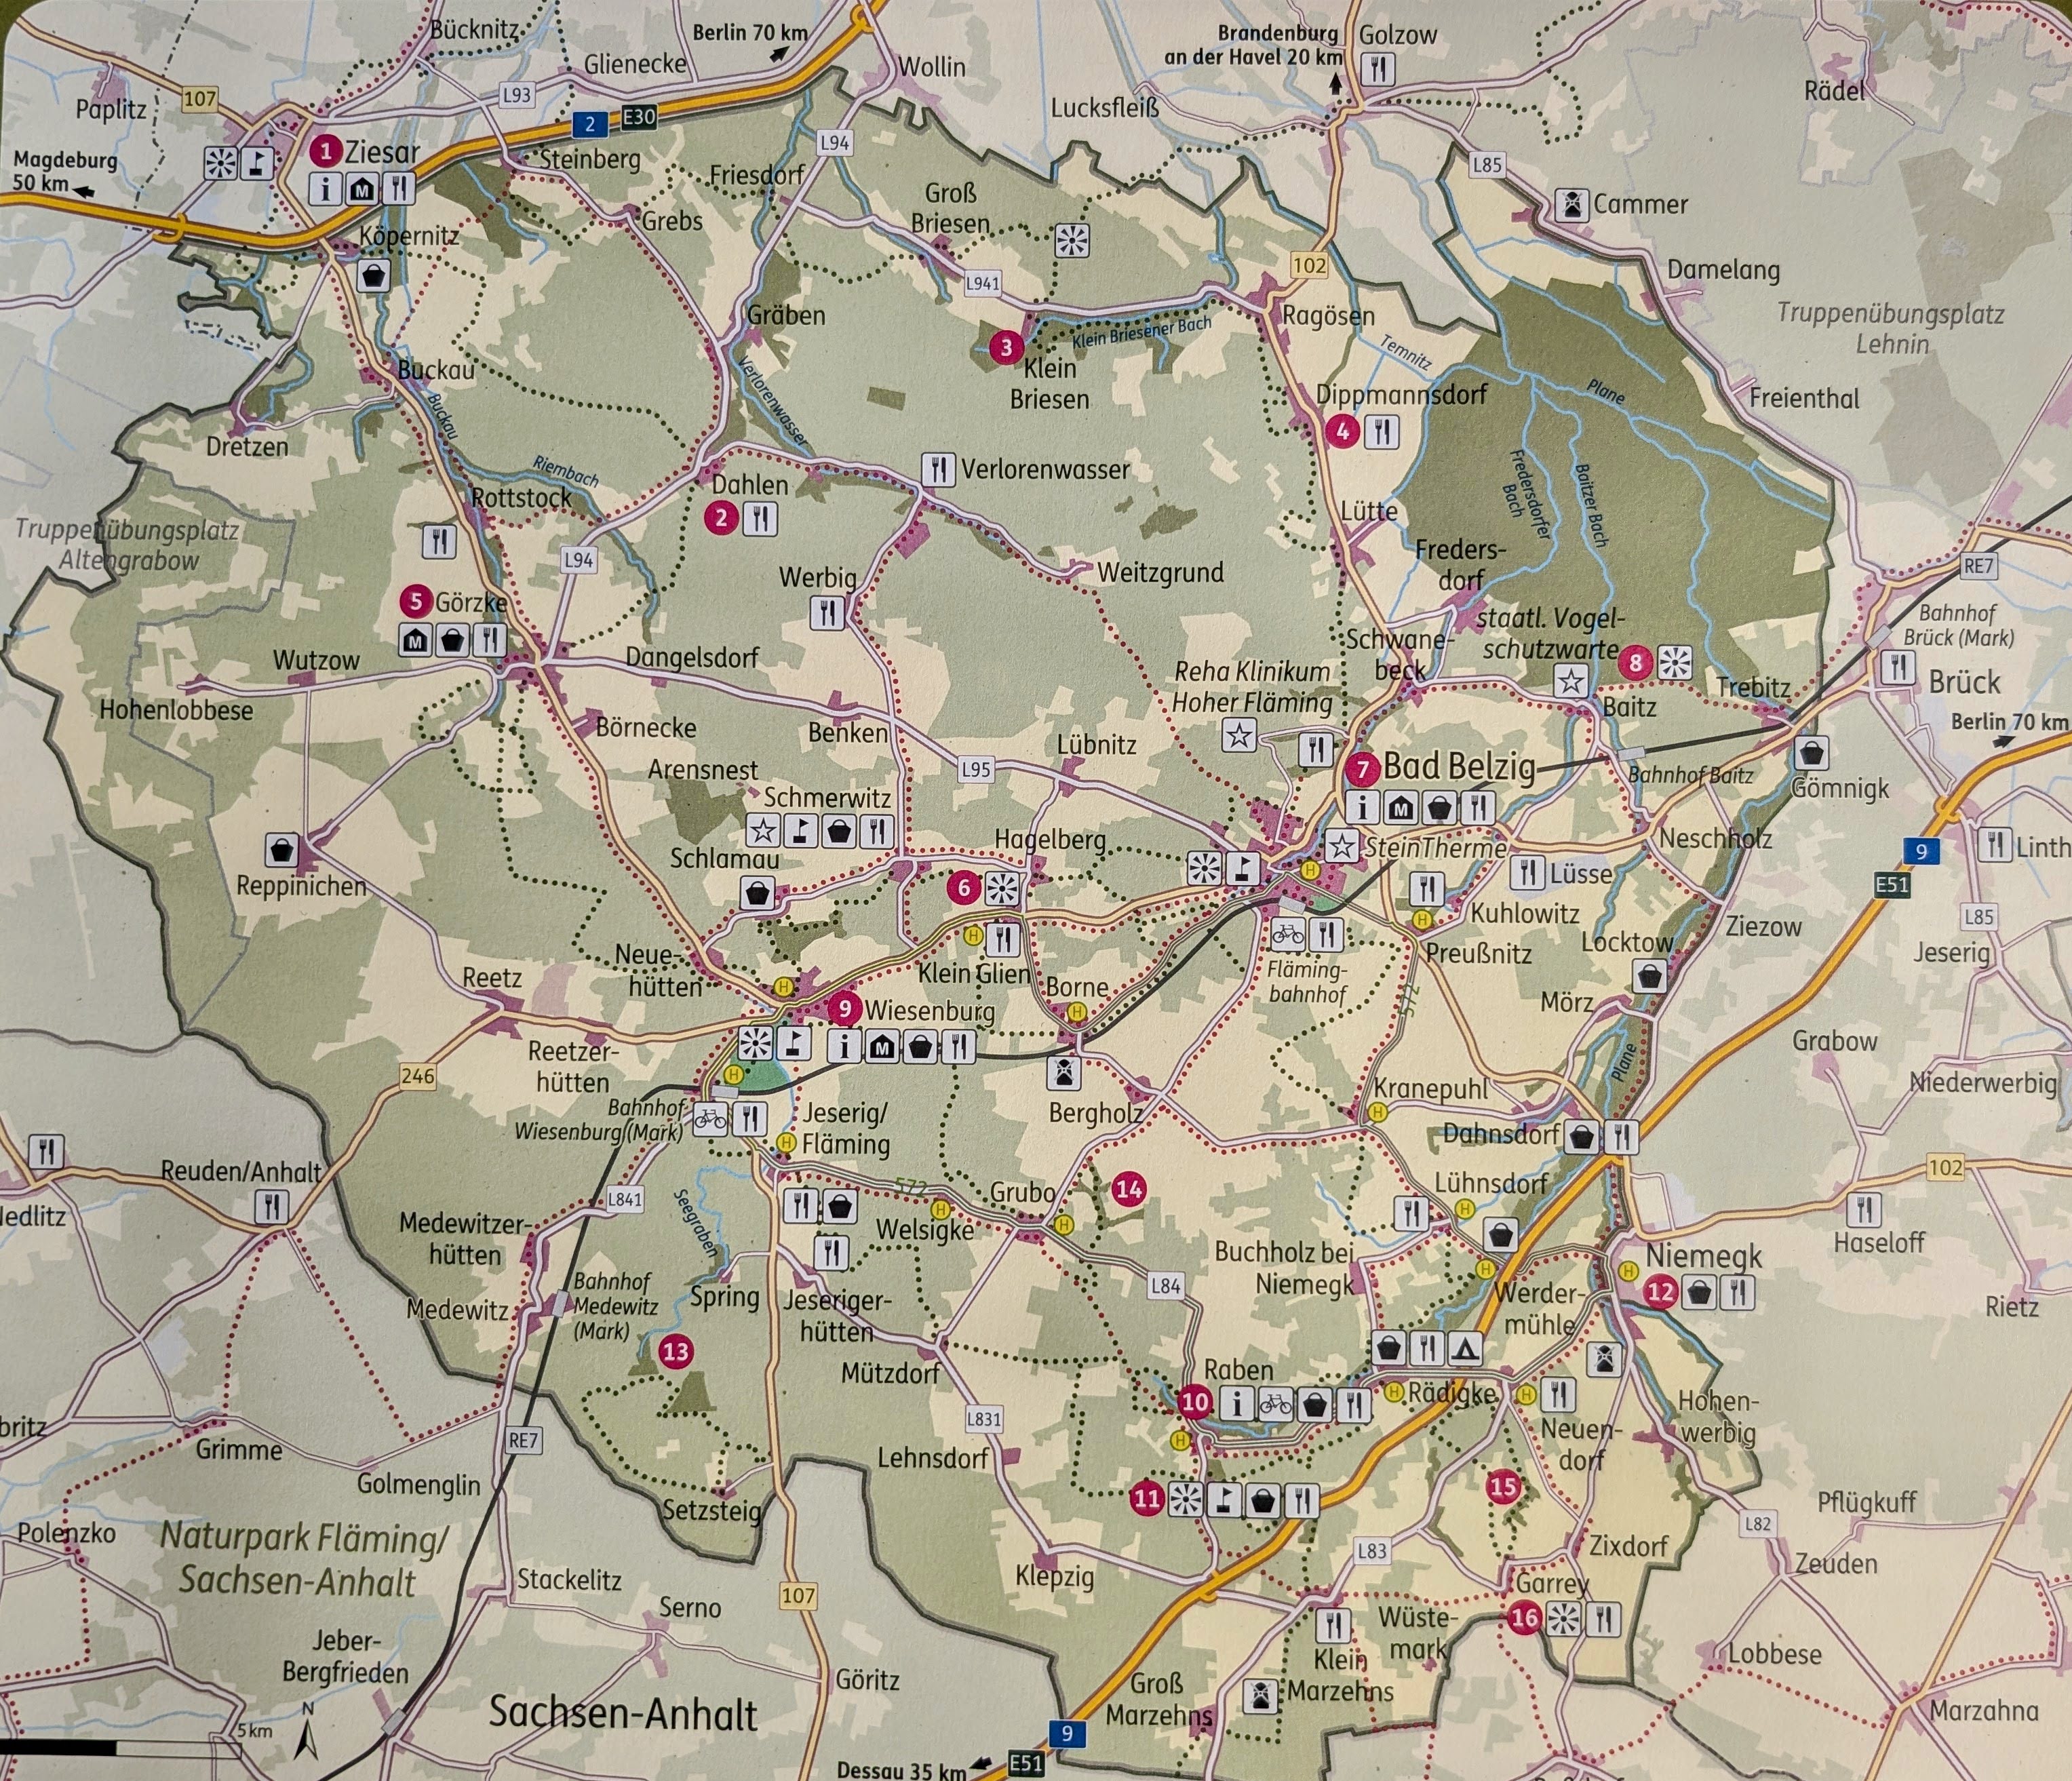 Bücknitz
Glienecke
Berlin 70 km
Wollin
Brandenburg
an der Havel 20 km
Golzow
Rädel
Paplitz
107
L93
2
E30
Lucksfleiß
Magdeburg
50 km
1
Ziesar
i
M
Steinberg
L94
Friesdorf
Groß
Briesen
L85
Cammer
Grebs
Köpernitz
L941
102
Damelang
Gräben
Ragösen
Truppenübungsplatz
Lehnin
3
Klein
Briesen
Klein Briesener Bach
Temnitz
Plane
Buckau
Buckau
Verlorenwasser
Dippmannsdorf
4
Freienthal
Dretzen
Riembach
Rottstock
Dahlen
2
Verlorenwasser
Fredersdorfer
Bach
Baitzer Bach
Truppenübungsplatz
Altengrabow
L94
Lütte
Werbig
Weitzgrund
Freders-
dorf
RE7
5
Görzke
M
staatl. Vogel-
schutzwarte
8
Bahnhof
Brück (Mark)
Wutzow
Dangelsdorf
Reha Klinikum
Hoher Fläming
Schwane-
beck
Trebitz
Brück
Hohenlobbese
Börnecke
Benken
Baitz
Berlin 70 km
Arensnest
L95
Lübnitz
7
Bad Belzig
i
M
Bahnhof Baitz
Gömnigk
Schmerwitz
Hagelberg
SteinTherme
Neschholz
9
Linth
Schlamau
Reppinichen
6
H
Lüsse
E51
H
Kuhlowitz
Ziezow
L85
Neue-
hütten
H
Klein Glien
Fläming-
bahnhof
Preußnitz
Locktow
Jeserig
Reetz
H
9
Wiesenburg
Borne
H
572
Mörz
i
M
Reetzer-
hütten
Grabow
246
H
Plane
Bahnhof
Wiesenburg (Mark)
Jeserig/
Fläming
H
Bergholz
Kranepuhl
H
Niederwerbig
Dahnsdorf
Reuden/Anhalt
L841
572
Grubo
14
Lühnsdorf
102
Nedlitz
Medewitzer-
hütten
Seegraben
H
Welsigke
H
H
Buchholz bei
Niemegk
Haseloff
Bahnhof
Medewitz
(Mark)
Medewitz
Spring
Jeseriger-
hütten
L84
H
Werder-
mühle
H
Niemegk
12
Rietz
13
Mützdorf
Raben
10
i
H
Rädigke
H
Hohen-
werbig
L831
H
Neuen-
dorf
britz
Grimme
RE7
Golmenglin
Lehnsdorf
11
15
Setzsteig
Pflügkuff
L82
Polenzko
Naturpark Fläming/
Sachsen-Anhalt
Klepzig
L83
Zixdorf
Zeuden
Stackelitz
107
Garrey
Serno
Wüste-
mark
16
Jeber-
Bergfrieden
Klein
Marzehns
Lobbese
Göritz
Groß
Marzehns
Marzahna
N
5 km
Sachsen-Anhalt
9
E51
Dessau 35 km